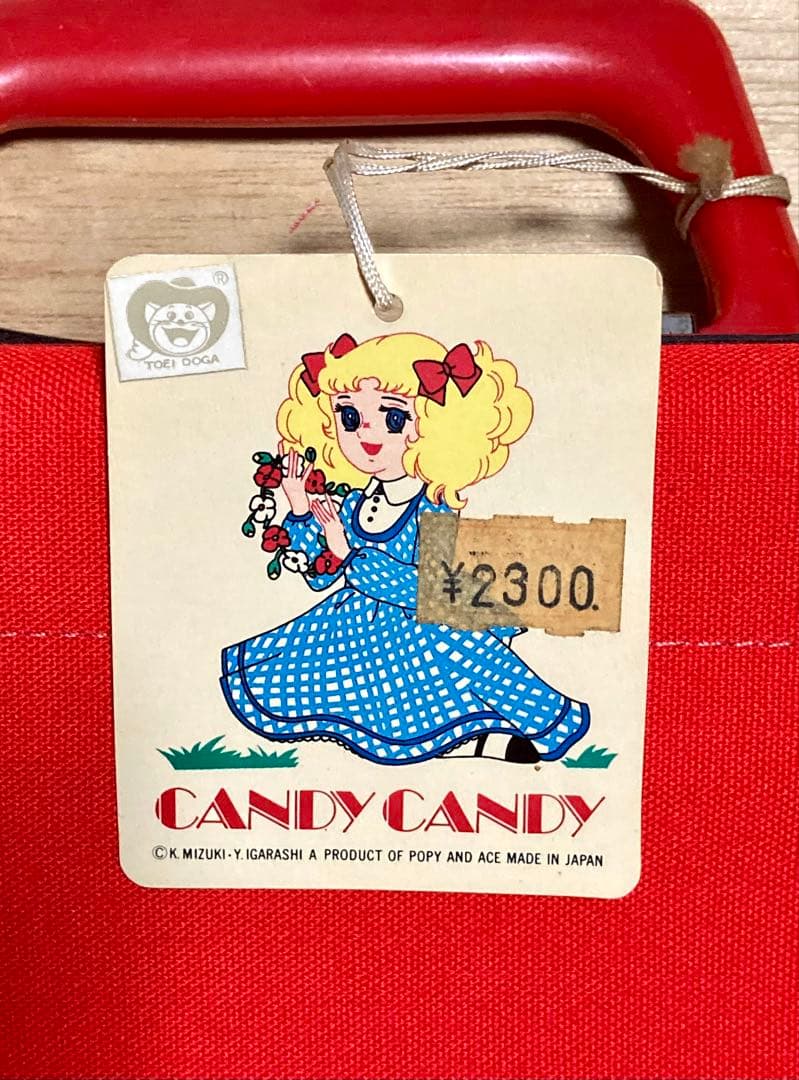 ®
TOEI DOGA
¥2300.
CANDY CANDY
© K. MIZUKI · Y. IGARASHI A PRODUCT OF POPY AND ACE MADE IN JAPAN